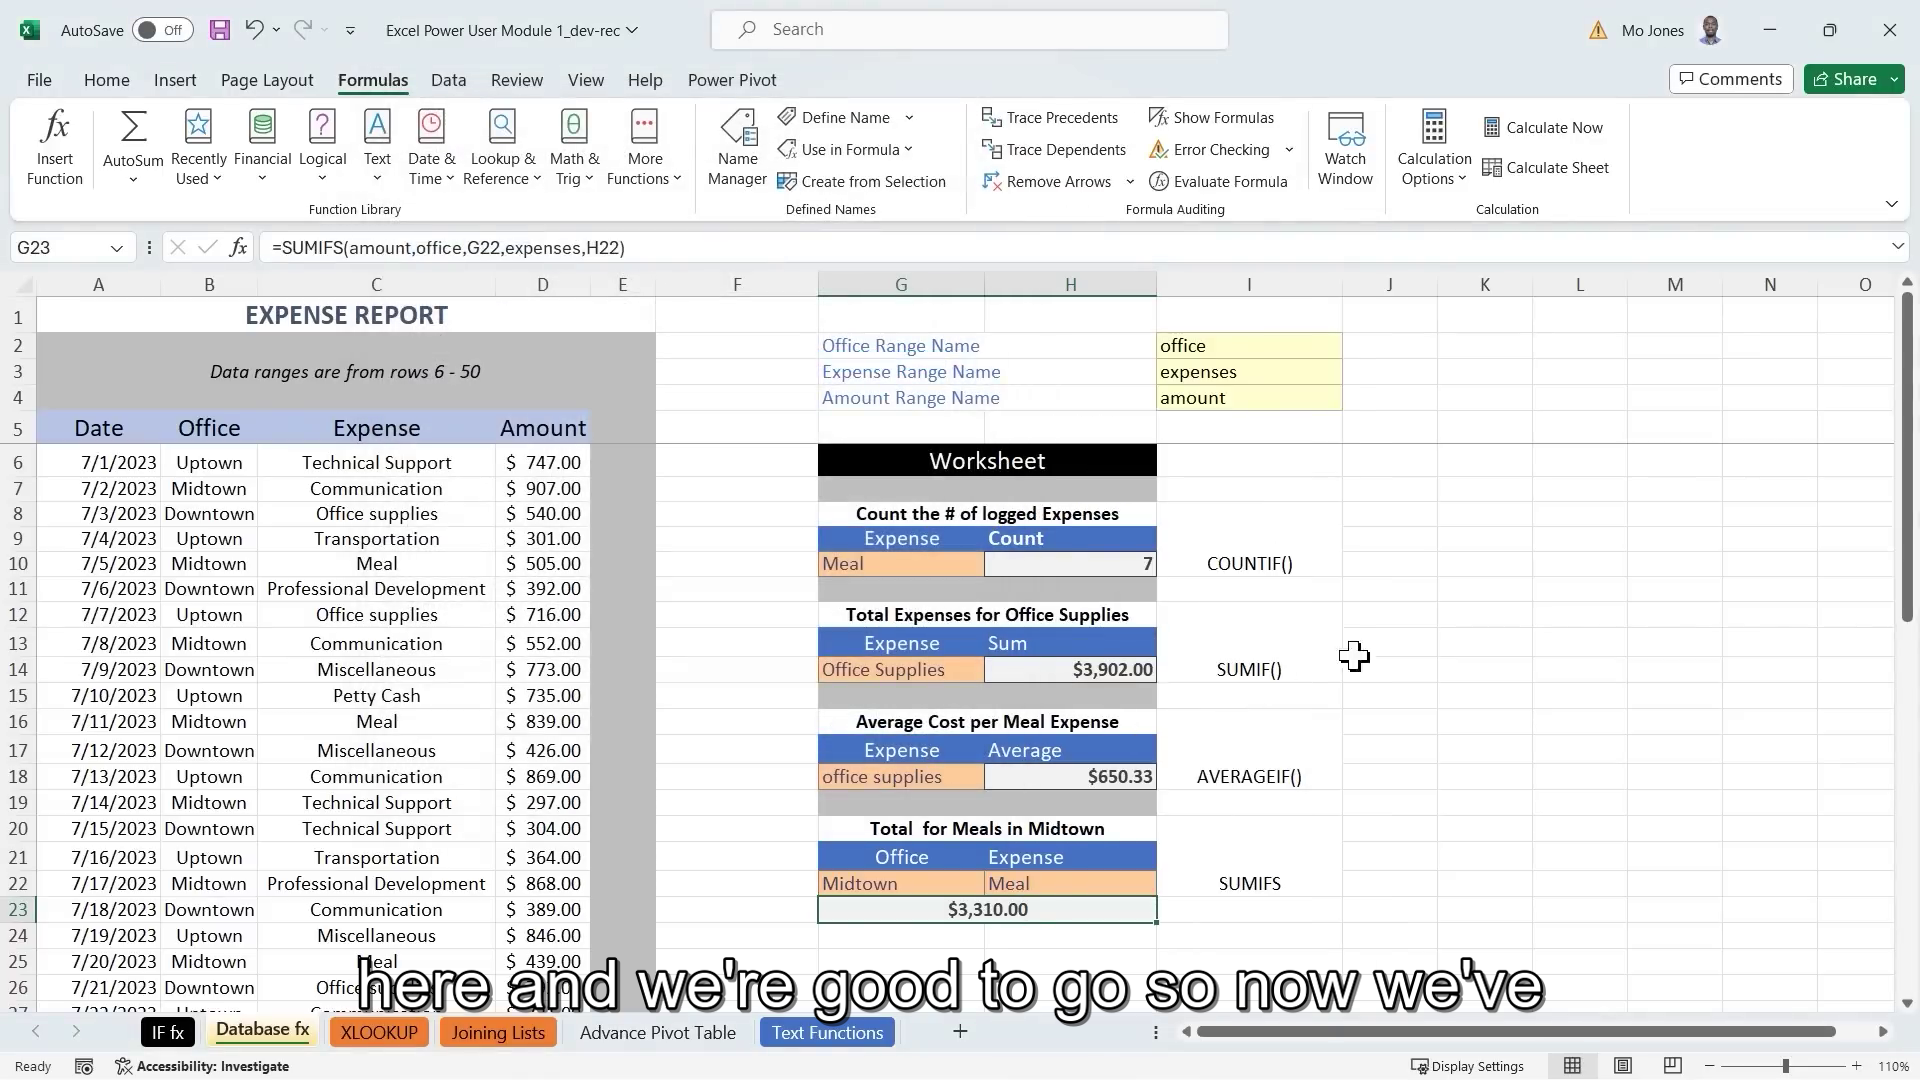 AutoSave Off Excel Power User Module 1_dev-rec Search Mo Jones
File Home Insert Page Layout Formulas Data Review View Help Power Pivot Comments Share
Insert Function AutoSum Recently Used Financial Logical Text Date & Time Lookup & Reference Math & Trig More Functions
Function Library
Name Manager Define Name Use in Formula Create from Selection
Defined Names
Trace Precedents Show Formulas
Trace Dependents Error Checking
Remove Arrows Evaluate Formula
Formula Auditing
Watch Window
Calculation Options Calculate Now Calculate Sheet
Calculation
G23 fx =SUMIFS(amount,office,G22,expenses,H22)
A B C D E F G H I J K L M N O
1 EXPENSE REPORT
2 Office Range Name office
3 Data ranges are from rows 6 - 50 Expense Range Name expenses
4 Amount Range Name amount
5 Date Office Expense Amount
6 7/1/2023 Uptown Technical Support $ 747.00 Worksheet
7 7/2/2023 Midtown Communication $ 907.00
8 7/3/2023 Downtown Office supplies $ 540.00 Count the # of logged Expenses
9 7/4/2023 Uptown Transportation $ 301.00 Expense Count
10 7/5/2023 Midtown Meal $ 505.00 Meal 7 COUNTIF()
11 7/6/2023 Downtown Professional Development $ 392.00
12 7/7/2023 Uptown Office supplies $ 716.00 Total Expenses for Office Supplies
13 7/8/2023 Midtown Communication $ 552.00 Expense Sum
14 7/9/2023 Downtown Miscellaneous $ 773.00 Office Supplies $3,902.00 SUMIF()
15 7/10/2023 Uptown Petty Cash $ 735.00
16 7/11/2023 Midtown Meal $ 839.00 Average Cost per Meal Expense
17 7/12/2023 Downtown Miscellaneous $ 426.00 Expense Average
18 7/13/2023 Uptown Communication $ 869.00 office supplies $650.33 AVERAGEIF()
19 7/14/2023 Midtown Technical Support $ 297.00
20 7/15/2023 Downtown Technical Support $ 304.00 Total for Meals in Midtown
21 7/16/2023 Uptown Transportation $ 364.00 Office Expense
22 7/17/2023 Midtown Professional Development $ 868.00 Midtown Meal SUMIFS
23 7/18/2023 Downtown Communication $ 389.00 $3,310.00
24 7/19/2023 Uptown Miscellaneous $ 846.00
25 7/20/2023 Midtown Meal $ 439.00
26 7/21/2023 Downtown
here and we're good to go so now we've
IF fx Database fx XLOOKUP Joining Lists Advance Pivot Table Text Functions
Ready Accessibility: Investigate Display Settings 110%